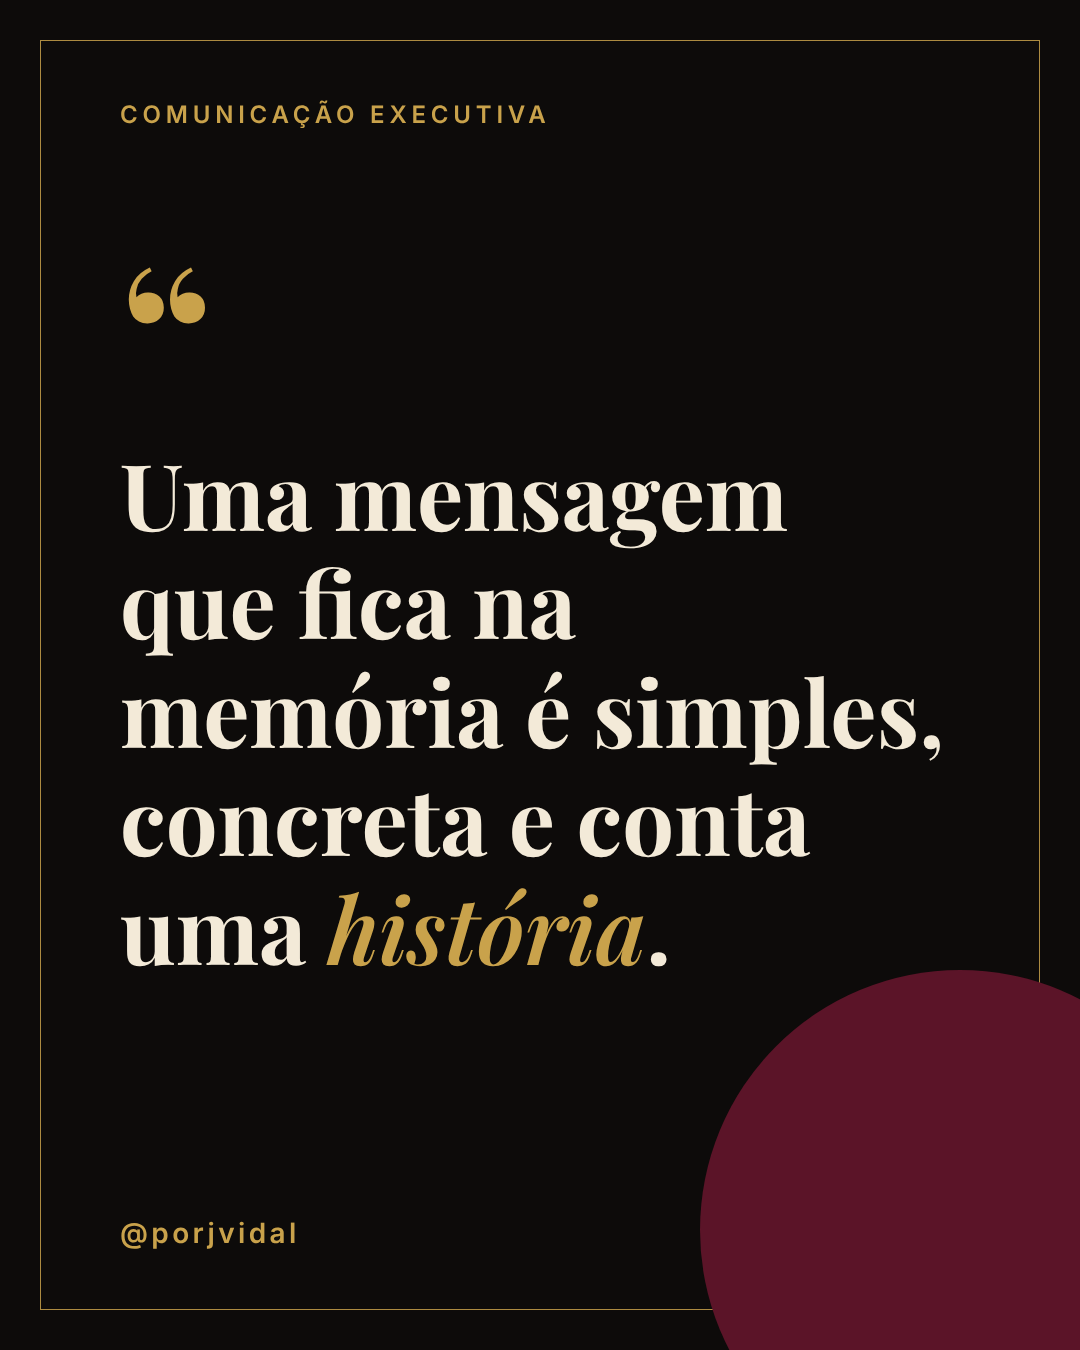 COMUNICAÇÃO EXECUTIVA
“
Uma mensagem
que fica na
memória é simples,
concreta e conta
uma história.
@porjvidal